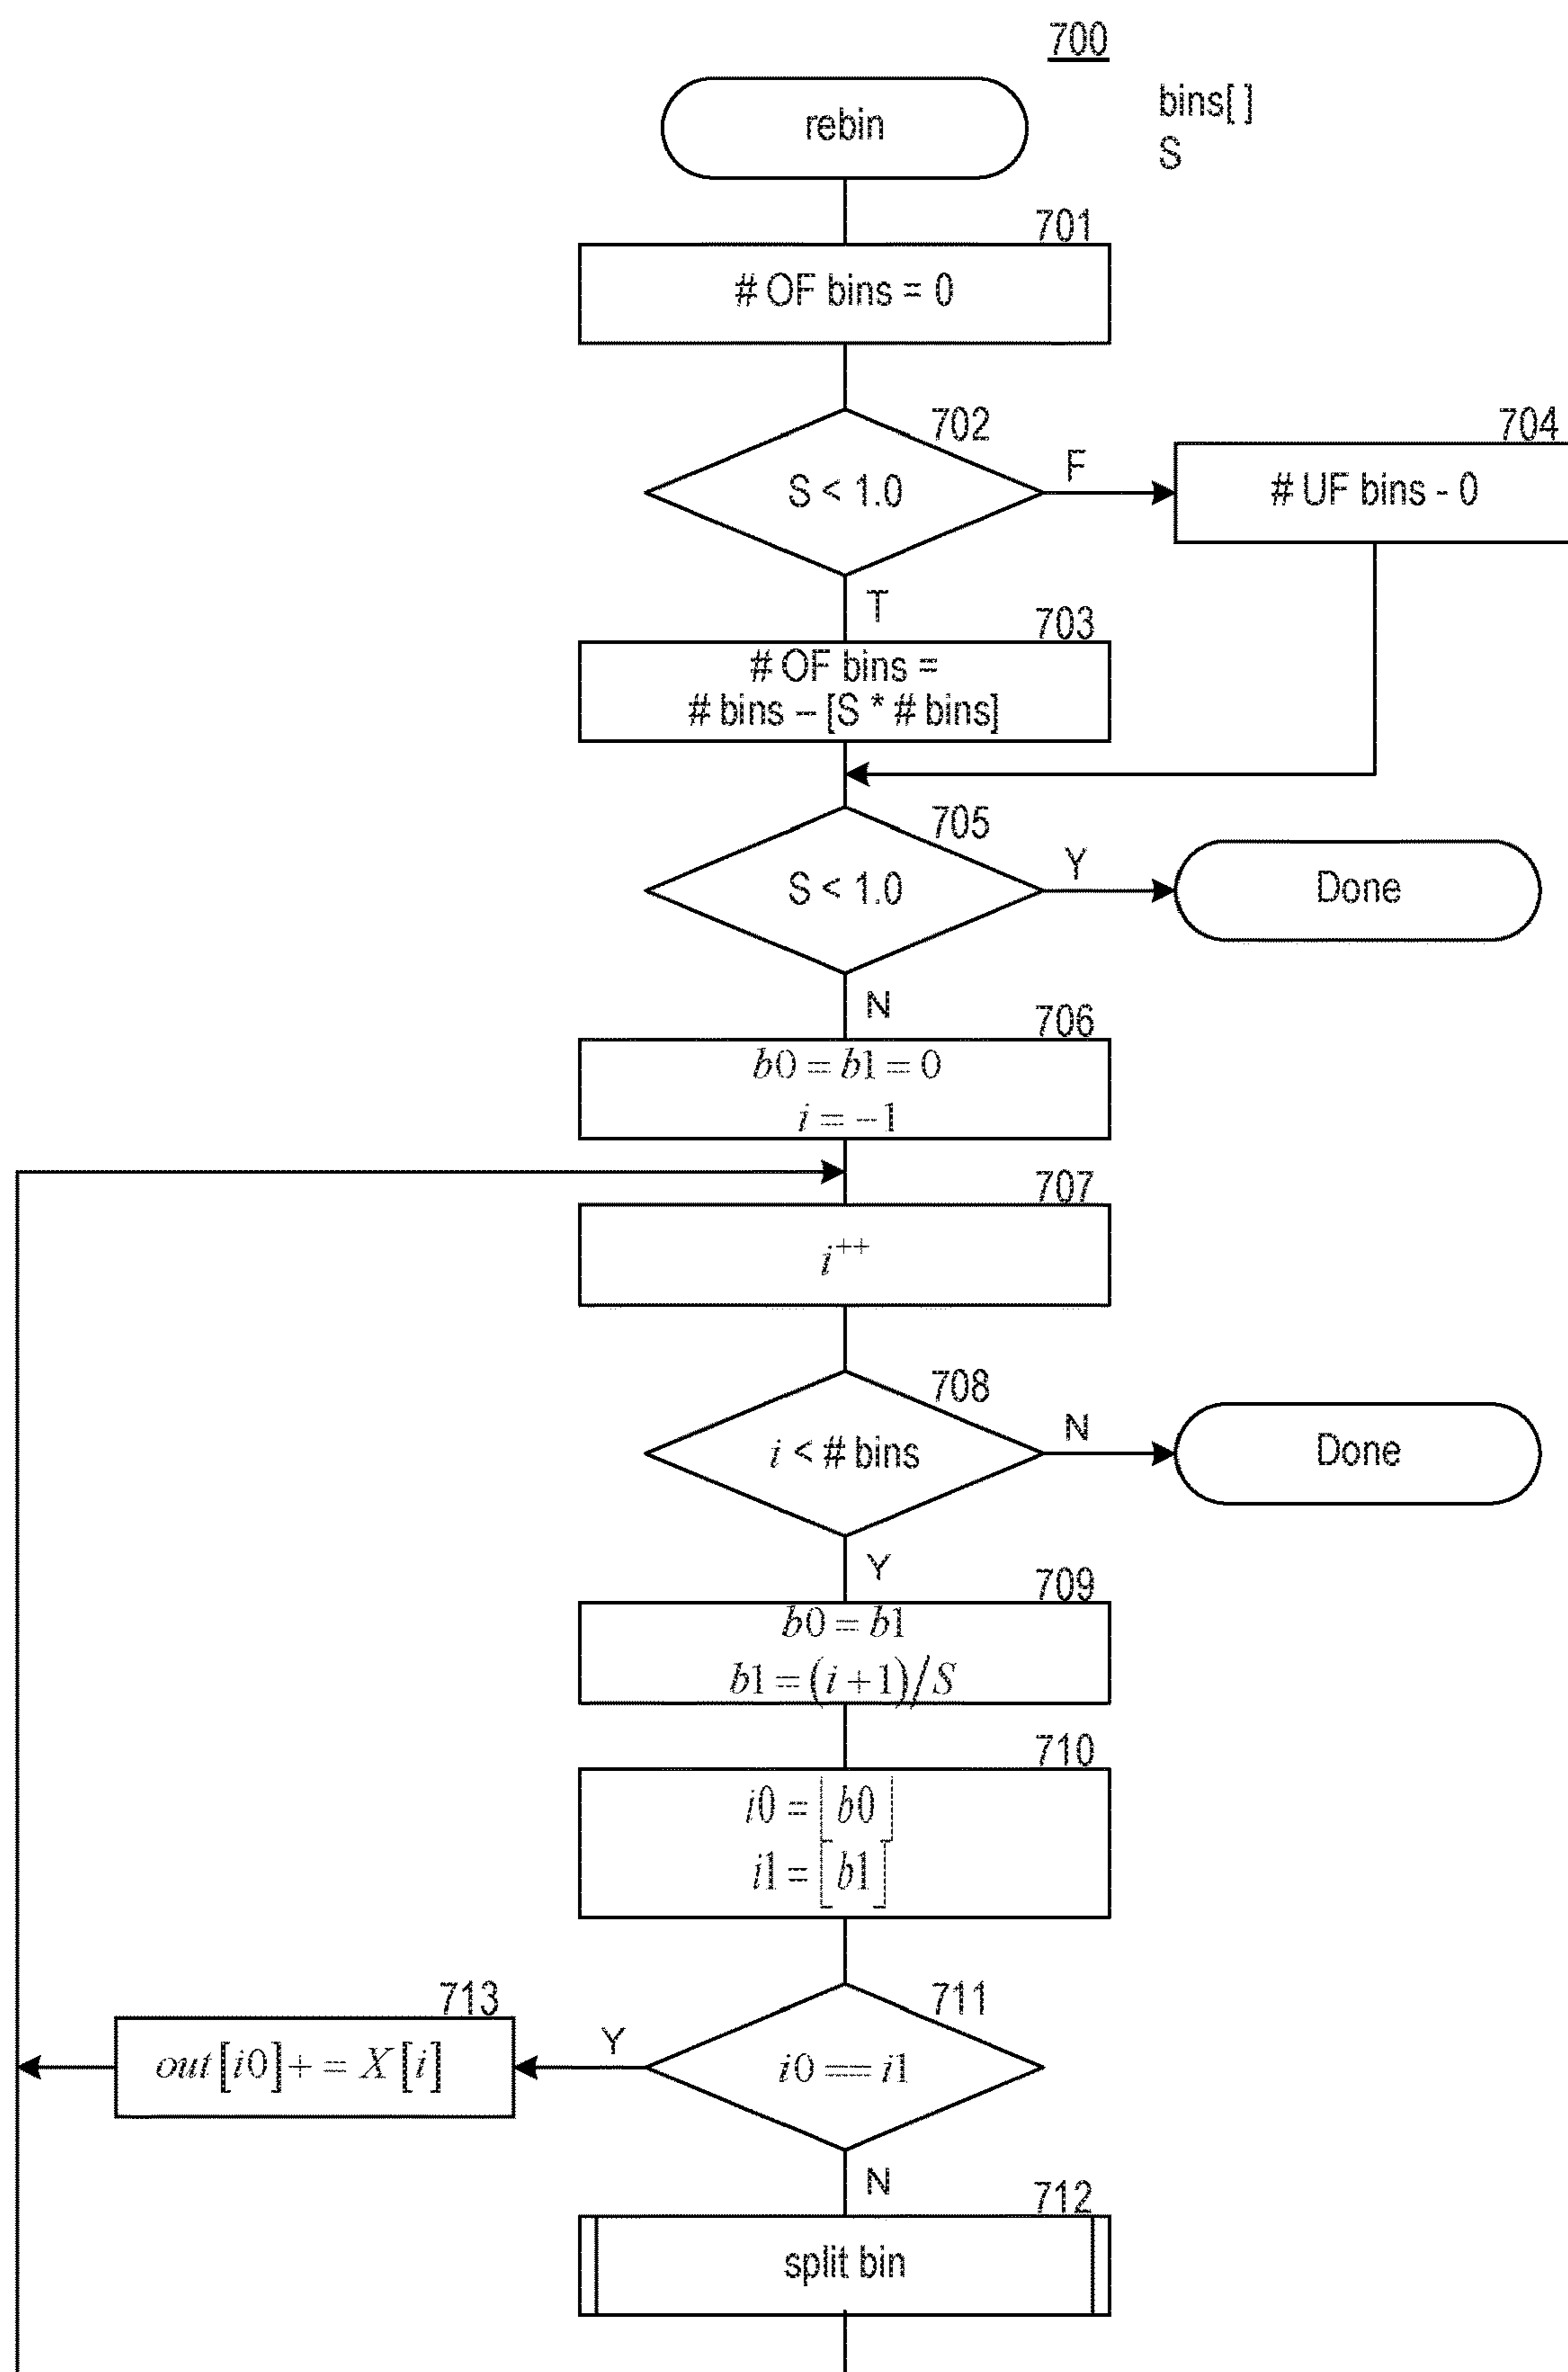 700
bins[ ]
S
rebin
701
# OF bins = 0
702
S < 1.0
F
704
# UF bins - 0
T
703
# OF bins =
# bins – [S * # bins]
705
S < 1.0
Y
Done
N
706
b0 = b1 = 0
i = –1
707
i++
708
i < # bins
N
Done
Y
709
b0 = b1
b1 = (i + 1)/S
710
i0 = ⌊b0⌋
i1 = ⌊b1⌋
711
i0 == i1
Y
713
out[i0]+ = X[i]
N
712
split bin